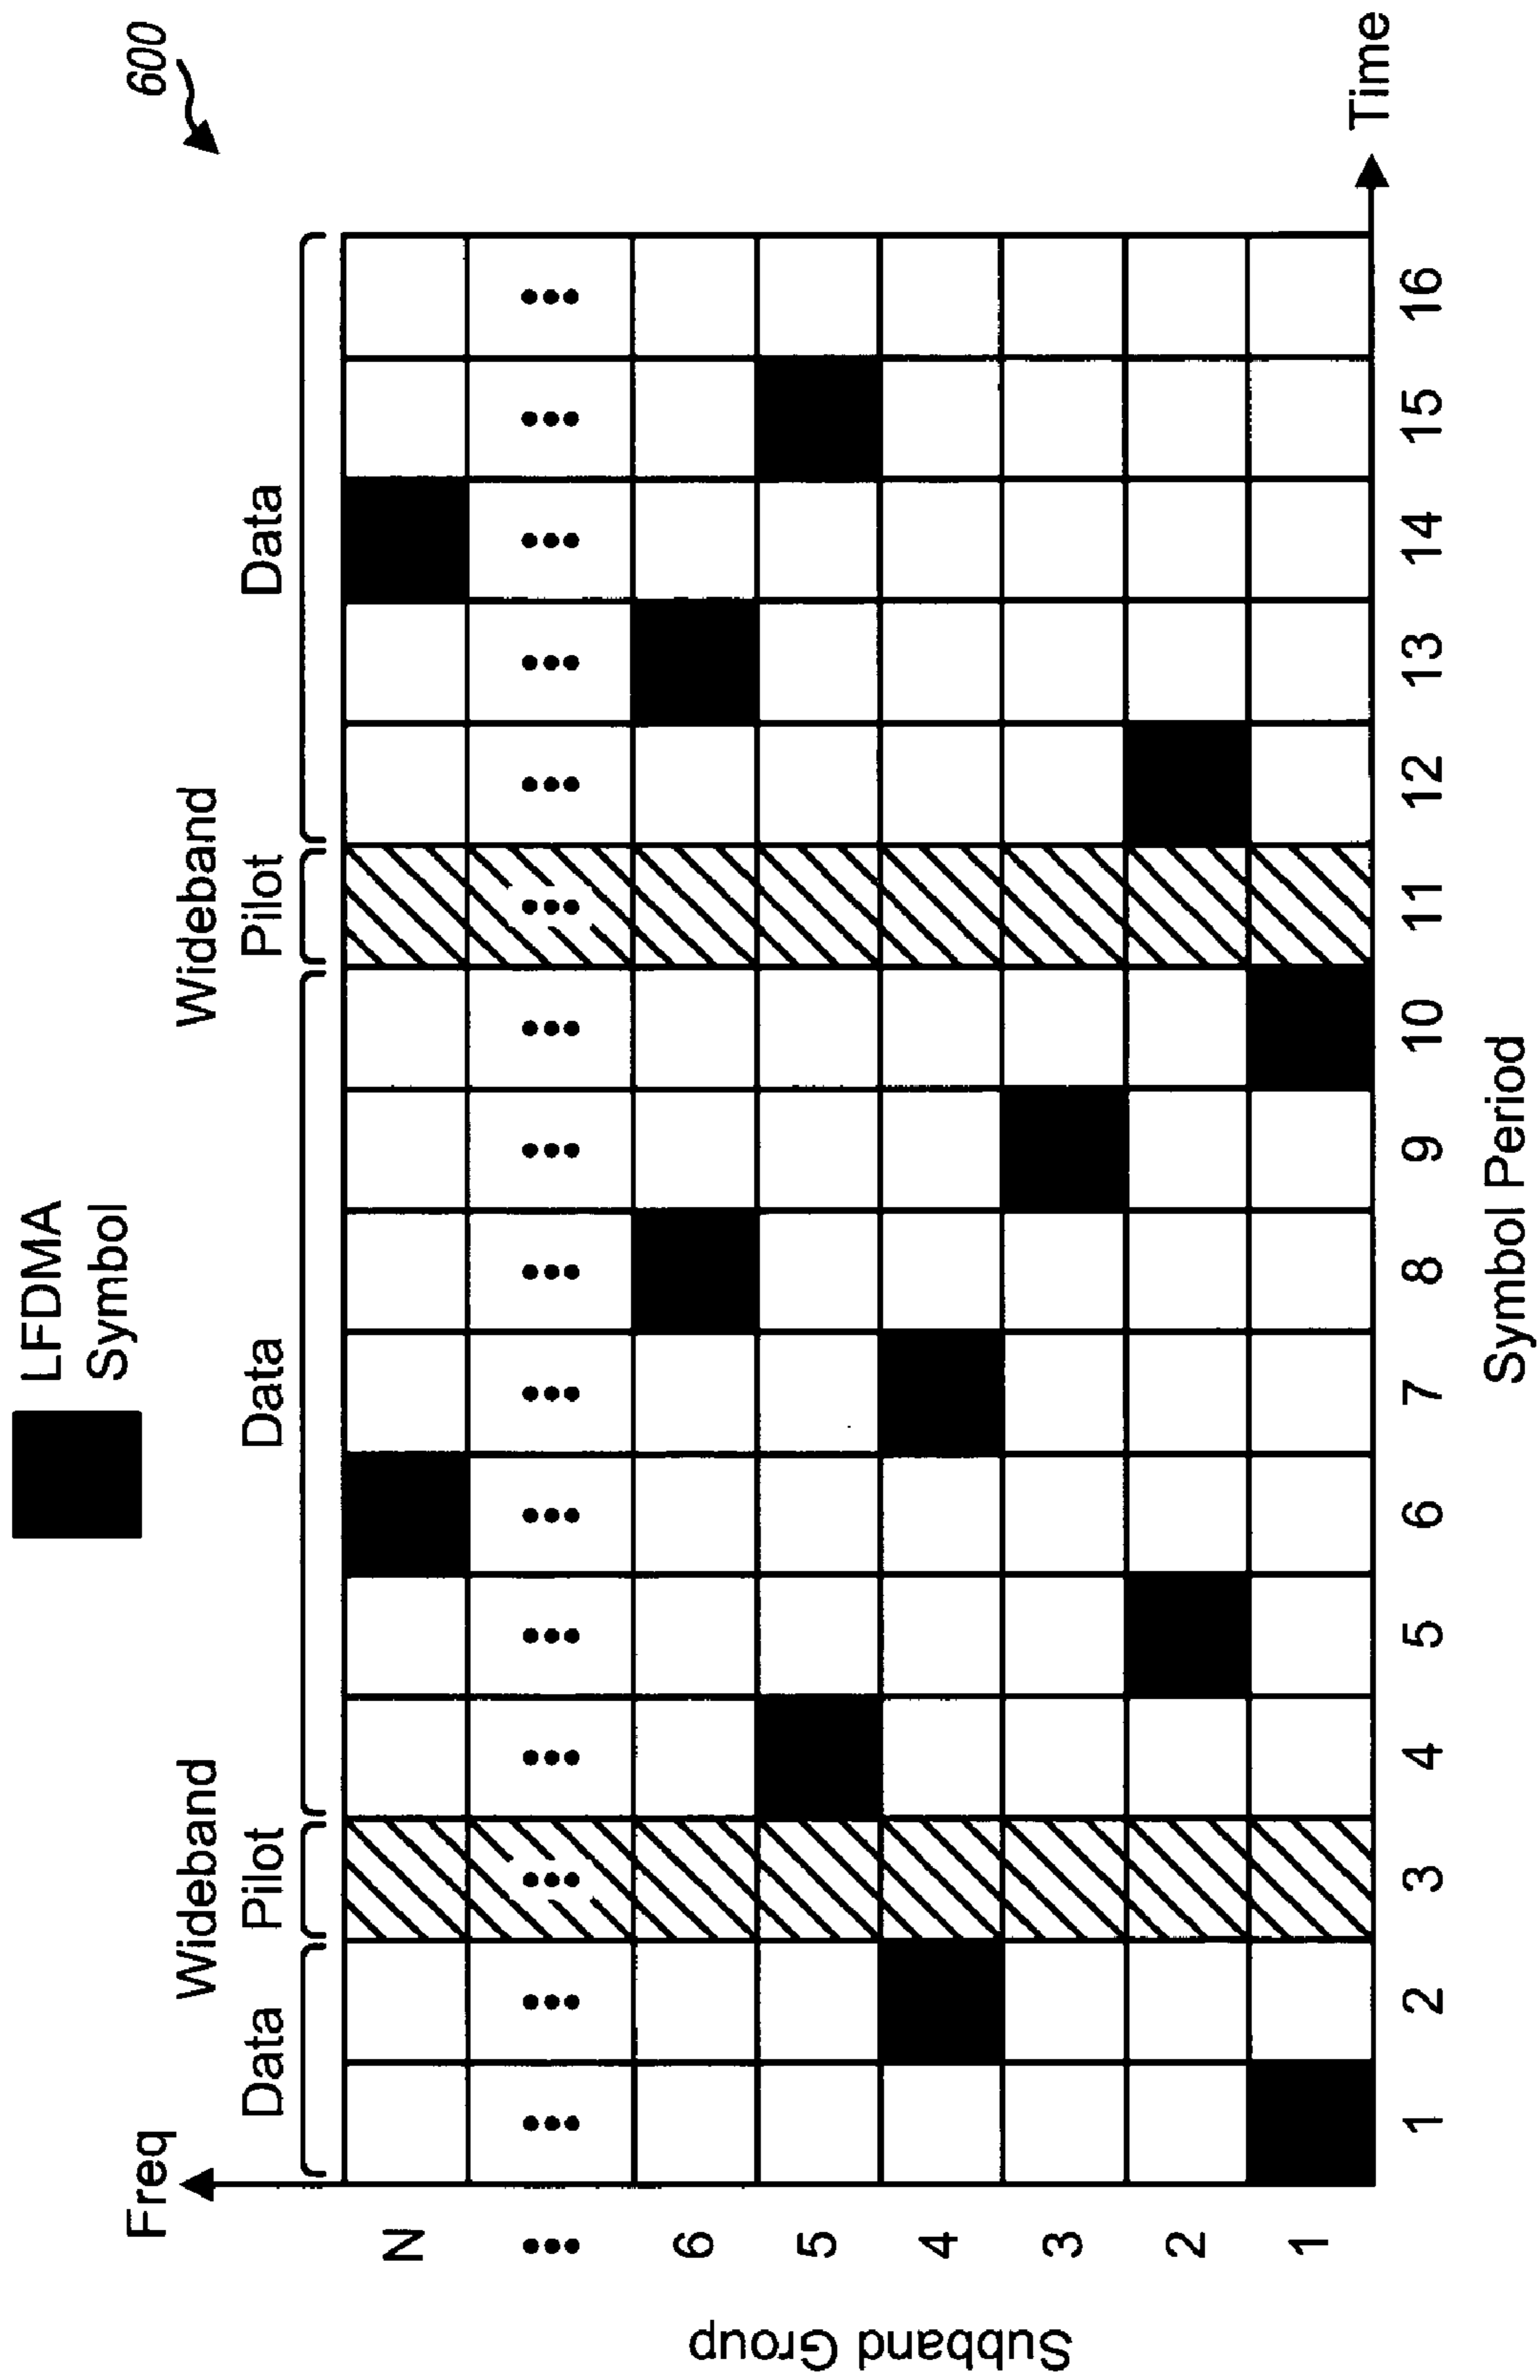 LFDMA
Symbol
600
Freq
Wideband
Wideband
Data
Pilot
Data
Pilot
Data
N
•••
6
5
4
3
2
1
Subband Group
1 2 3 4 5 6 7 8 9 10 11 12 13 14 15 16
Time
Symbol Period